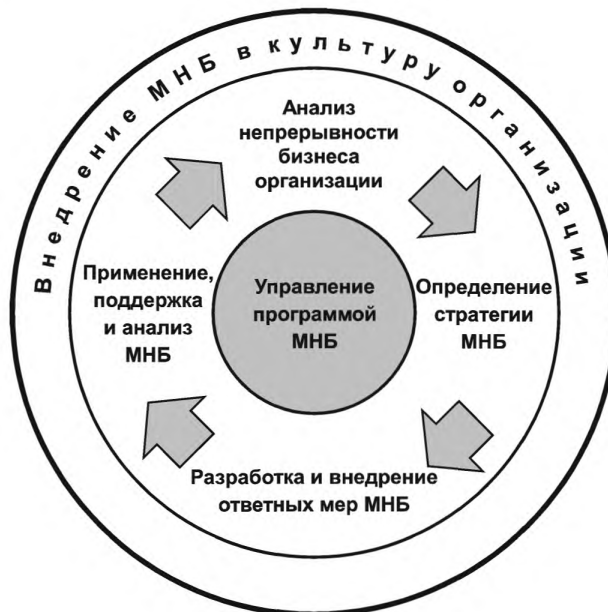 Внедрение МНБ в культуру организации
Анализ
непрерывности
бизнеса
организации
Применение,
поддержка
и анализ
МНБ
Управление
программой
МНБ
Определение
стратегии
МНБ
Разработка и внедрение
ответных мер МНБ